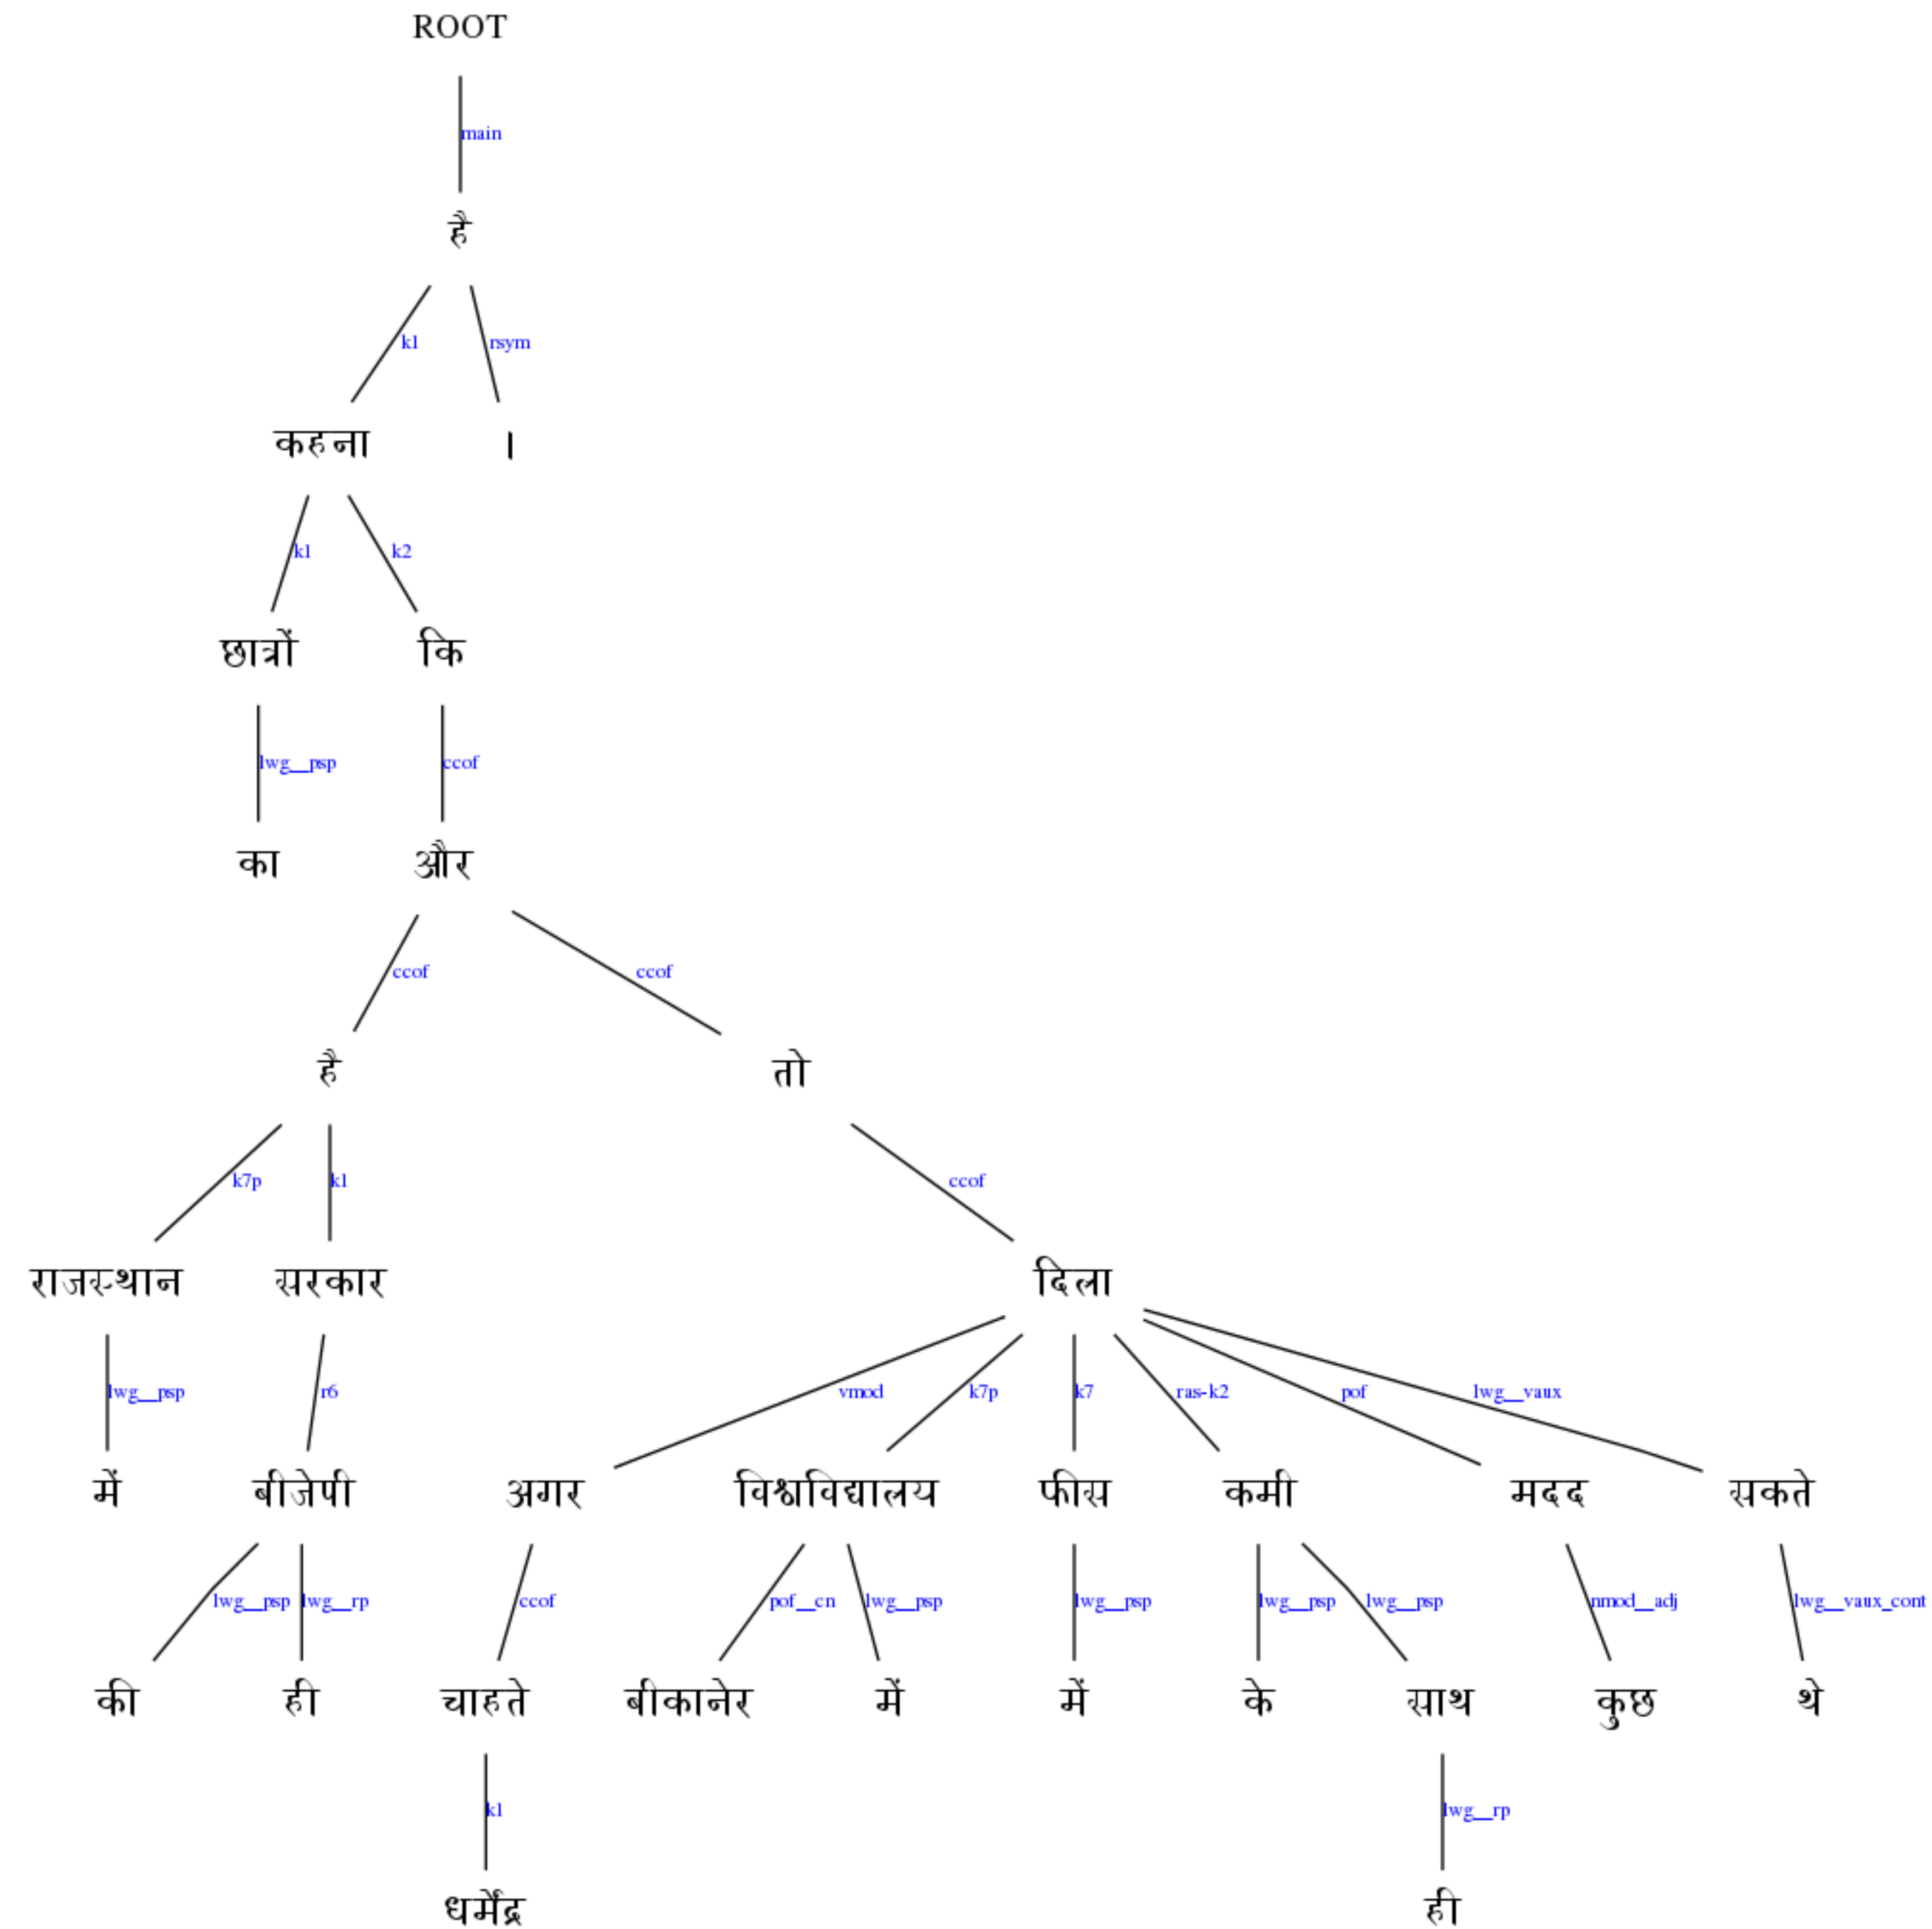 ROOT
main
है
k1 rsym
कहना ।
k1 k2
छात्रों कि
lwg__psp ccof
का और
ccof ccof
है तो
k7p k1 ccof
राजस्थान सरकार दिला
lwg__psp r6 vmod k7p k7 ras-k2 pof lwg__vaux
में बीजेपी अगर विश्वविद्यालय फीस कमी मदद सकते
lwg__psp lwg__rp ccof pof__cn lwg__psp lwg__psp lwg__psp lwg__psp nmod__adj lwg__vaux_cont
की ही चाहते बीकानेर में में के साथ कुछ थे
k1 lwg__rp
धर्मेंद्र ही